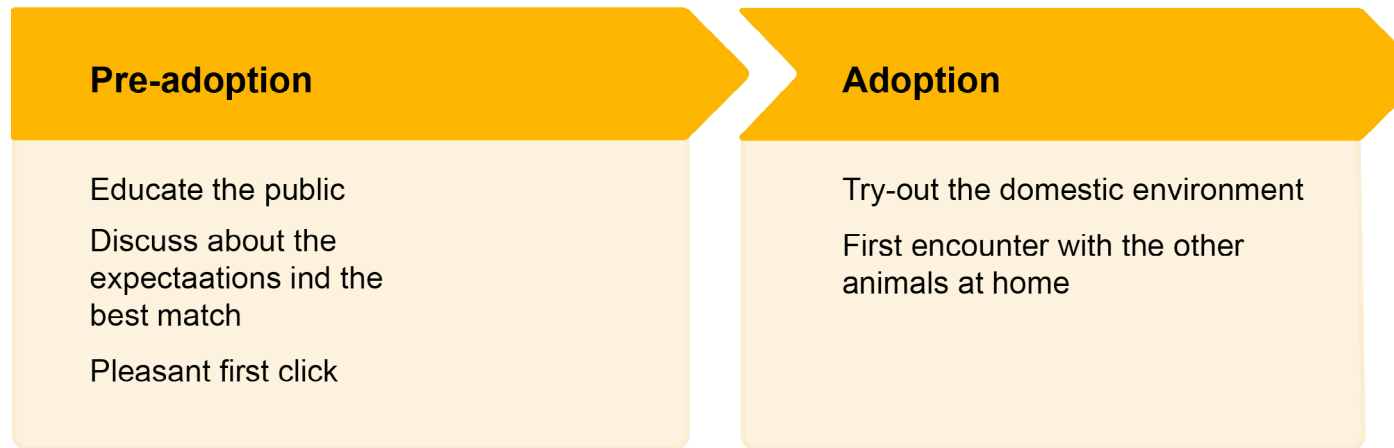 Pre-adoption
Educate the public
Discuss about the
expectaations ind the
best match
Pleasant first click
Adoption
Try-out the domestic environment
First encounter with the other
animals at home